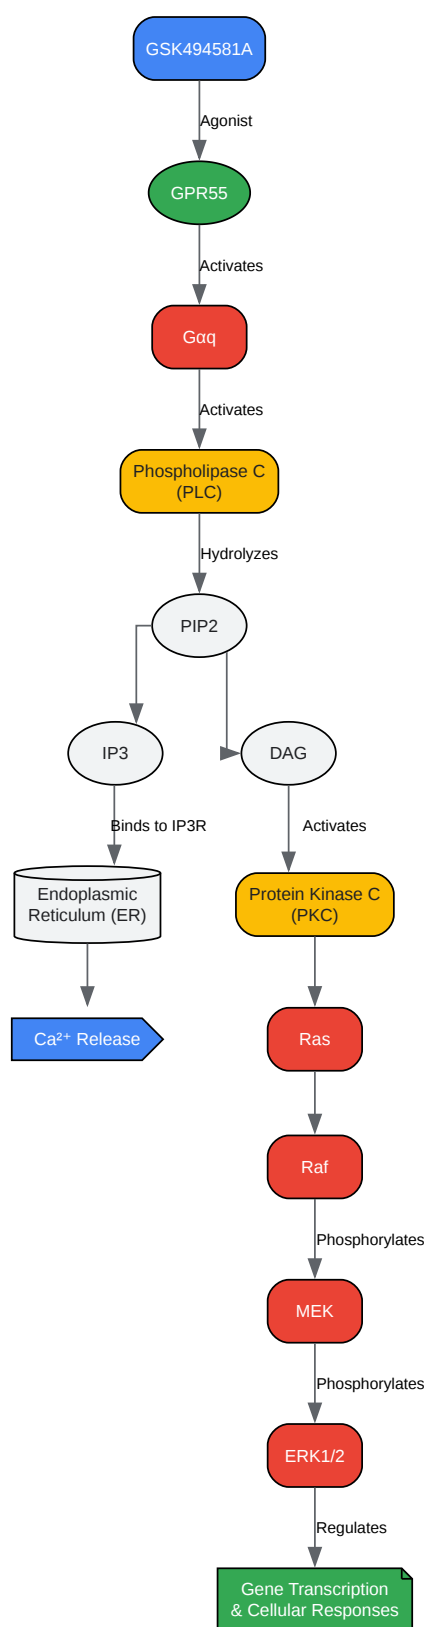 GSK494581A
Agonist
GPR55
Activates
Gαq
Activates
Phospholipase C
(PLC)
Hydrolyzes
PIP2
IP3
DAG
Binds to IP3R
Activates
Endoplasmic
Reticulum (ER)
Protein Kinase C
(PKC)
Ca²⁺ Release
Ras
Raf
Phosphorylates
MEK
Phosphorylates
ERK1/2
Regulates
Gene Transcription
& Cellular Responses